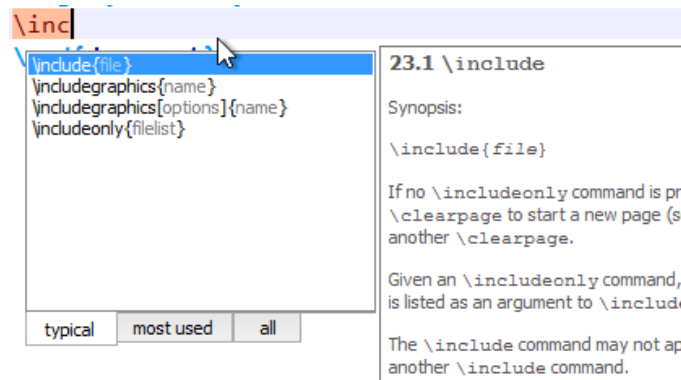 \inc
\include{file}
\includegraphics{name}
\includegraphics[options]{name}
\includeonly{filelist}
typical most used all
23.1 \include
Synopsis:
\include{file}
If no \includeonly command is pr
\clearpage to start a new page (s
another \clearpage.
Given an \includeonly command,
is listed as an argument to \include
The \include command may not ap
another \include command.